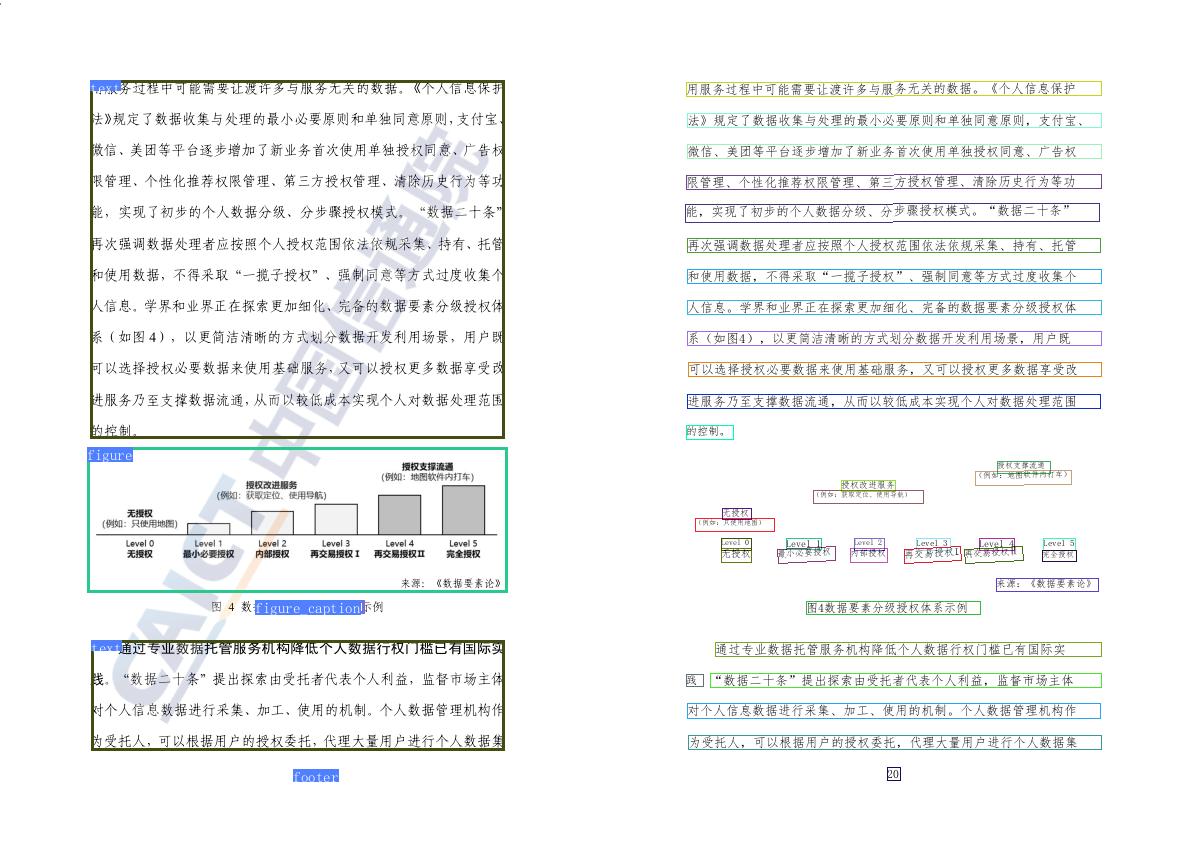 text
用服务过程中可能需要让渡许多与服务无关的数据。《个人信息保护
法》规定了数据收集与处理的最小必要原则和单独同意原则，支付宝、
微信、美团等平台逐步增加了新业务首次使用单独授权同意、广告权
限管理、个性化推荐权限管理、第三方授权管理、清除历史行为等功
能，实现了初步的个人数据分级、分步骤授权模式。“数据二十条”
再次强调数据处理者应按照个人授权范围依法依规采集、持有、托管
和使用数据，不得采取“一揽子授权”、强制同意等方式过度收集个
人信息。学界和业界正在探索更加细化、完备的数据要素分级授权体
系（如图 4），以更简洁清晰的方式划分数据开发利用场景，用户既
可以选择授权必要数据来使用基础服务，又可以授权更多数据享受改
进服务乃至支撑数据流通，从而以较低成本实现个人对数据处理范围
的控制。
figure
授权支撑流通
(例如：地图软件内打车)
授权改进服务
(例如：获取定位、使用导航)
无授权
(例如：只使用地图)
Level 0 Level 1 Level 2 Level 3 Level 4 Level 5
无授权 最小必要授权 内部授权 再交易授权Ⅰ 再交易授权Ⅱ 完全授权
来源：《数据要素论》
图 4 数 figure_caption 示例
text
通过专业数据托管服务机构降低个人数据行权门槛已有国际实
践。“数据二十条”提出探索由受托者代表个人利益，监督市场主体
对个人信息数据进行采集、加工、使用的机制。个人数据管理机构作
为受托人，可以根据用户的授权委托，代理大量用户进行个人数据集
footer
CAICT 中国信通院
用服务过程中可能需要让渡许多与服务无关的数据。《个人信息保护
法》规定了数据收集与处理的最小必要原则和单独同意原则，支付宝、
微信、美团等平台逐步增加了新业务首次使用单独授权同意、广告权
限管理、个性化推荐权限管理、第三方授权管理、清除历史行为等功
能，实现了初步的个人数据分级、分步骤授权模式。“数据二十条”
再次强调数据处理者应按照个人授权范围依法依规采集、持有、托管
和使用数据，不得采取“一揽子授权”、强制同意等方式过度收集个
人信息。学界和业界正在探索更加细化、完备的数据要素分级授权体
系（如图4），以更简洁清晰的方式划分数据开发利用场景，用户既
可以选择授权必要数据来使用基础服务，又可以授权更多数据享受改
进服务乃至支撑数据流通，从而以较低成本实现个人对数据处理范围
的控制。
授权支撑流通
(例如：地图软件内打车)
授权改进服务
(例如：获取定位、使用导航)
无授权
(例如：只使用地图)
Level 0 Level 1 Level 2 Level 3 Level 4 Level 5
无授权 最小必要授权 内部授权 再交易授权I 再交易授权II 完全授权
来源：《数据要素论》
图4数据要素分级授权体系示例
通过专业数据托管服务机构降低个人数据行权门槛已有国际实
践 “数据二十条”提出探索由受托者代表个人利益，监督市场主体
对个人信息数据进行采集、加工、使用的机制。个人数据管理机构作
为受托人，可以根据用户的授权委托，代理大量用户进行个人数据集
20